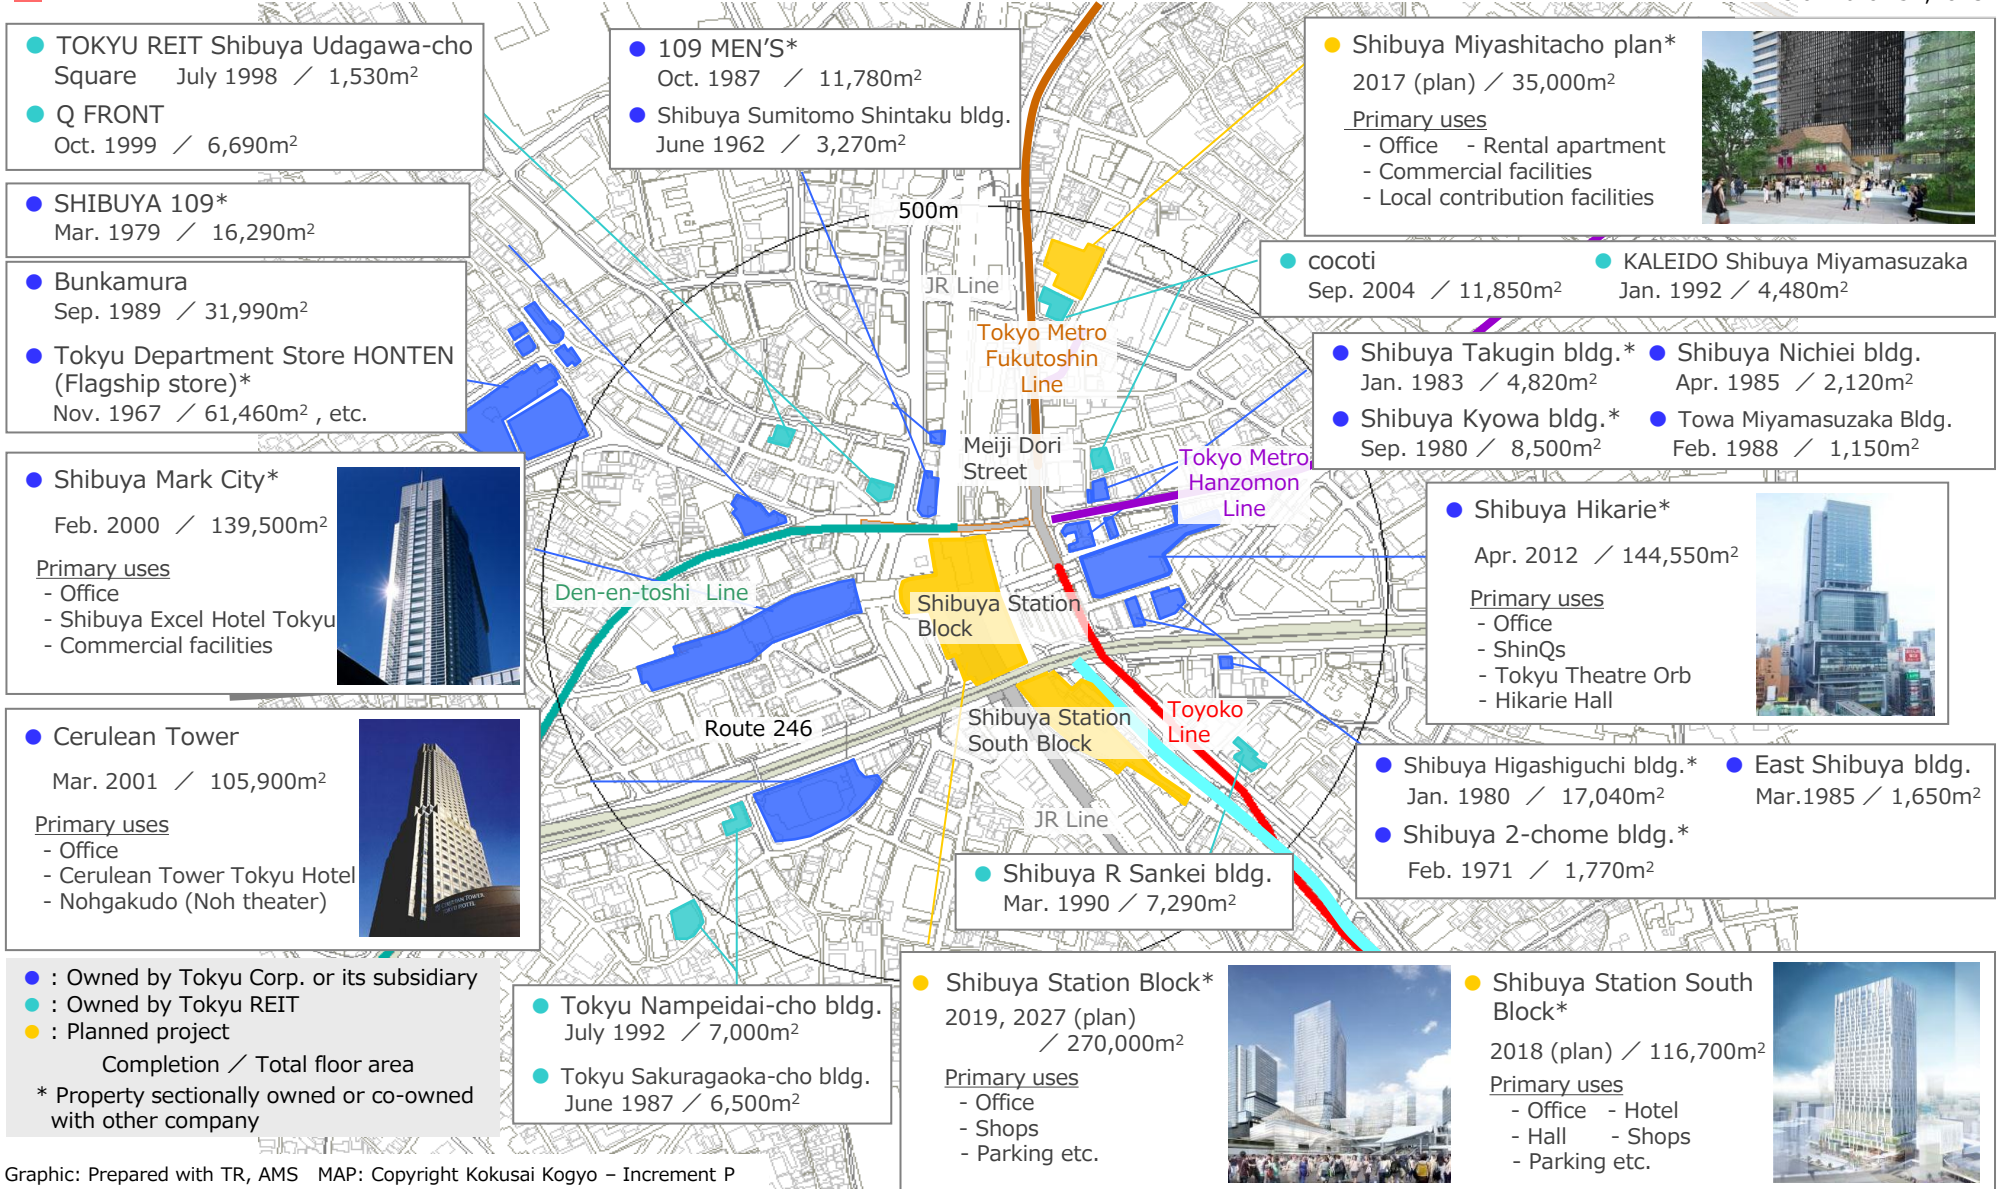 TOKYU REIT Shibuya Udagawa-cho
Square July 1998 ／ 1,530m²
Q FRONT
Oct. 1999 ／ 6,690m²
SHIBUYA 109*
Mar. 1979 ／ 16,290m²
Bunkamura
Sep. 1989 ／ 31,990m²
Tokyu Department Store HONTEN
(Flagship store)*
Nov. 1967 ／ 61,460m² , etc.
Shibuya Mark City*
Feb. 2000 ／ 139,500m²
Primary uses
- Office
- Shibuya Excel Hotel Tokyu
- Commercial facilities
Cerulean Tower
Mar. 2001 ／ 105,900m²
Primary uses
- Office
- Cerulean Tower Tokyu Hotel
- Nohgakudo (Noh theater)
: Owned by Tokyu Corp. or its subsidiary
: Owned by Tokyu REIT
: Planned project
Completion ／ Total floor area
* Property sectionally owned or co-owned
with other company
Graphic: Prepared with TR, AMS MAP: Copyright Kokusai Kogyo – Increment P
109 MEN'S*
Oct. 1987 ／ 11,780m²
Shibuya Sumitomo Shintaku bldg.
June 1962 ／ 3,270m²
500m
JR Line
Tokyo Metro
Fukutoshin
Line
Meiji Dori
Street
Tokyo Metro
Hanzomon
Line
Den-en-toshi Line
Shibuya Station
Block
Route 246
Shibuya Station
South Block
Toyoko
Line
JR Line
Shibuya Miyashitacho plan*
2017 (plan) ／ 35,000m²
Primary uses
- Office - Rental apartment
- Commercial facilities
- Local contribution facilities
cocoti
Sep. 2004 ／ 11,850m²
KALEIDO Shibuya Miyamasuzaka
Jan. 1992 ／ 4,480m²
Shibuya Takugin bldg.*
Jan. 1983 ／ 4,820m²
Shibuya Nichiei bldg.
Apr. 1985 ／ 2,120m²
Shibuya Kyowa bldg.*
Sep. 1980 ／ 8,500m²
Towa Miyamasuzaka Bldg.
Feb. 1988 ／ 1,150m²
Shibuya Hikarie*
Apr. 2012 ／ 144,550m²
Primary uses
- Office
- ShinQs
- Tokyu Theatre Orb
- Hikarie Hall
Shibuya Higashiguchi bldg.*
Jan. 1980 ／ 17,040m²
East Shibuya bldg.
Mar.1985 ／ 1,650m²
Shibuya 2-chome bldg.*
Feb. 1971 ／ 1,770m²
Shibuya R Sankei bldg.
Mar. 1990 ／ 7,290m²
Tokyu Nampeidai-cho bldg.
July 1992 ／ 7,000m²
Tokyu Sakuragaoka-cho bldg.
June 1987 ／ 6,500m²
Shibuya Station Block*
2019, 2027 (plan)
／ 270,000m²
Primary uses
- Office
- Shops
- Parking etc.
Shibuya Station South
Block*
2018 (plan) ／ 116,700m²
Primary uses
- Office - Hotel
- Hall - Shops
- Parking etc.